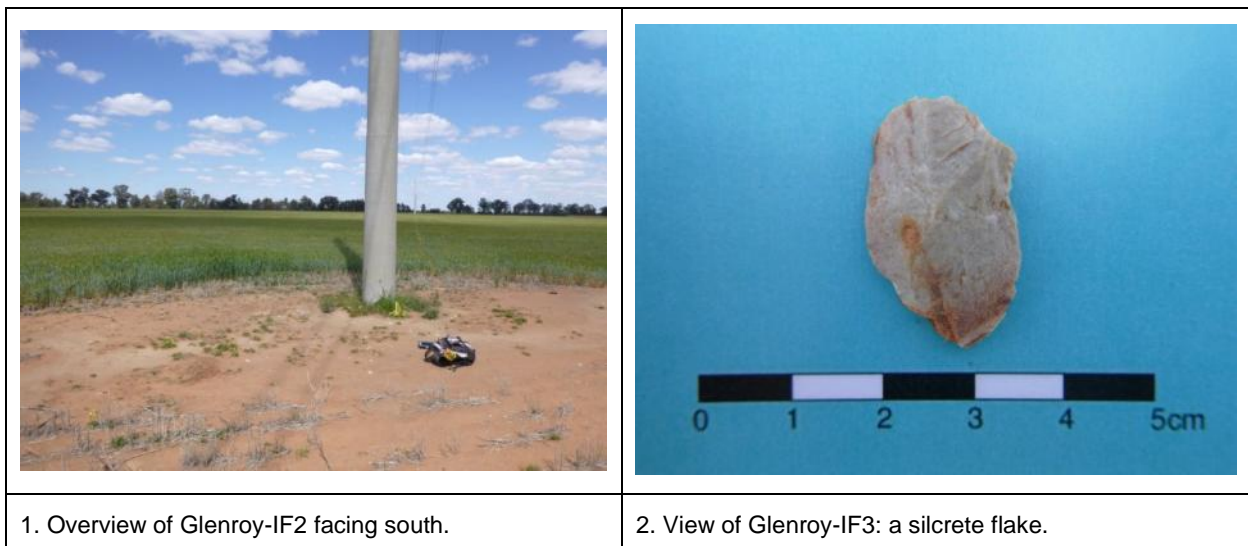 0 1 2 3 4 5cm
1. Overview of Glenroy-IF2 facing south.
2. View of Glenroy-IF3: a silcrete flake.